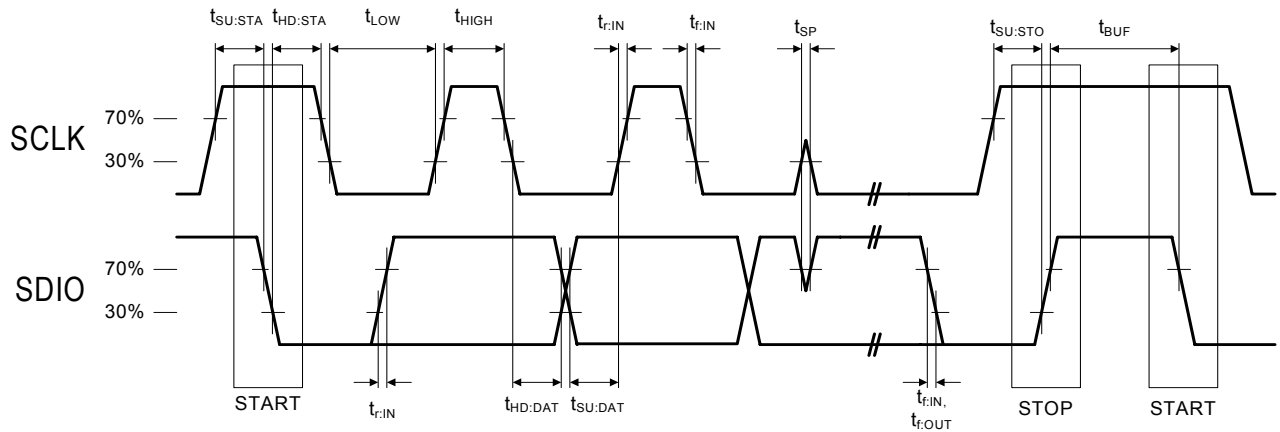 tSU:STA tHD:STA tLOW tHIGH tr:IN tf:IN tSP tSU:STO tBUF
SCLK
70%
30%
SDIO
70%
30%
START
tr:IN
tHD:DAT tSU:DAT
tf:IN,
tf:OUT
STOP
START